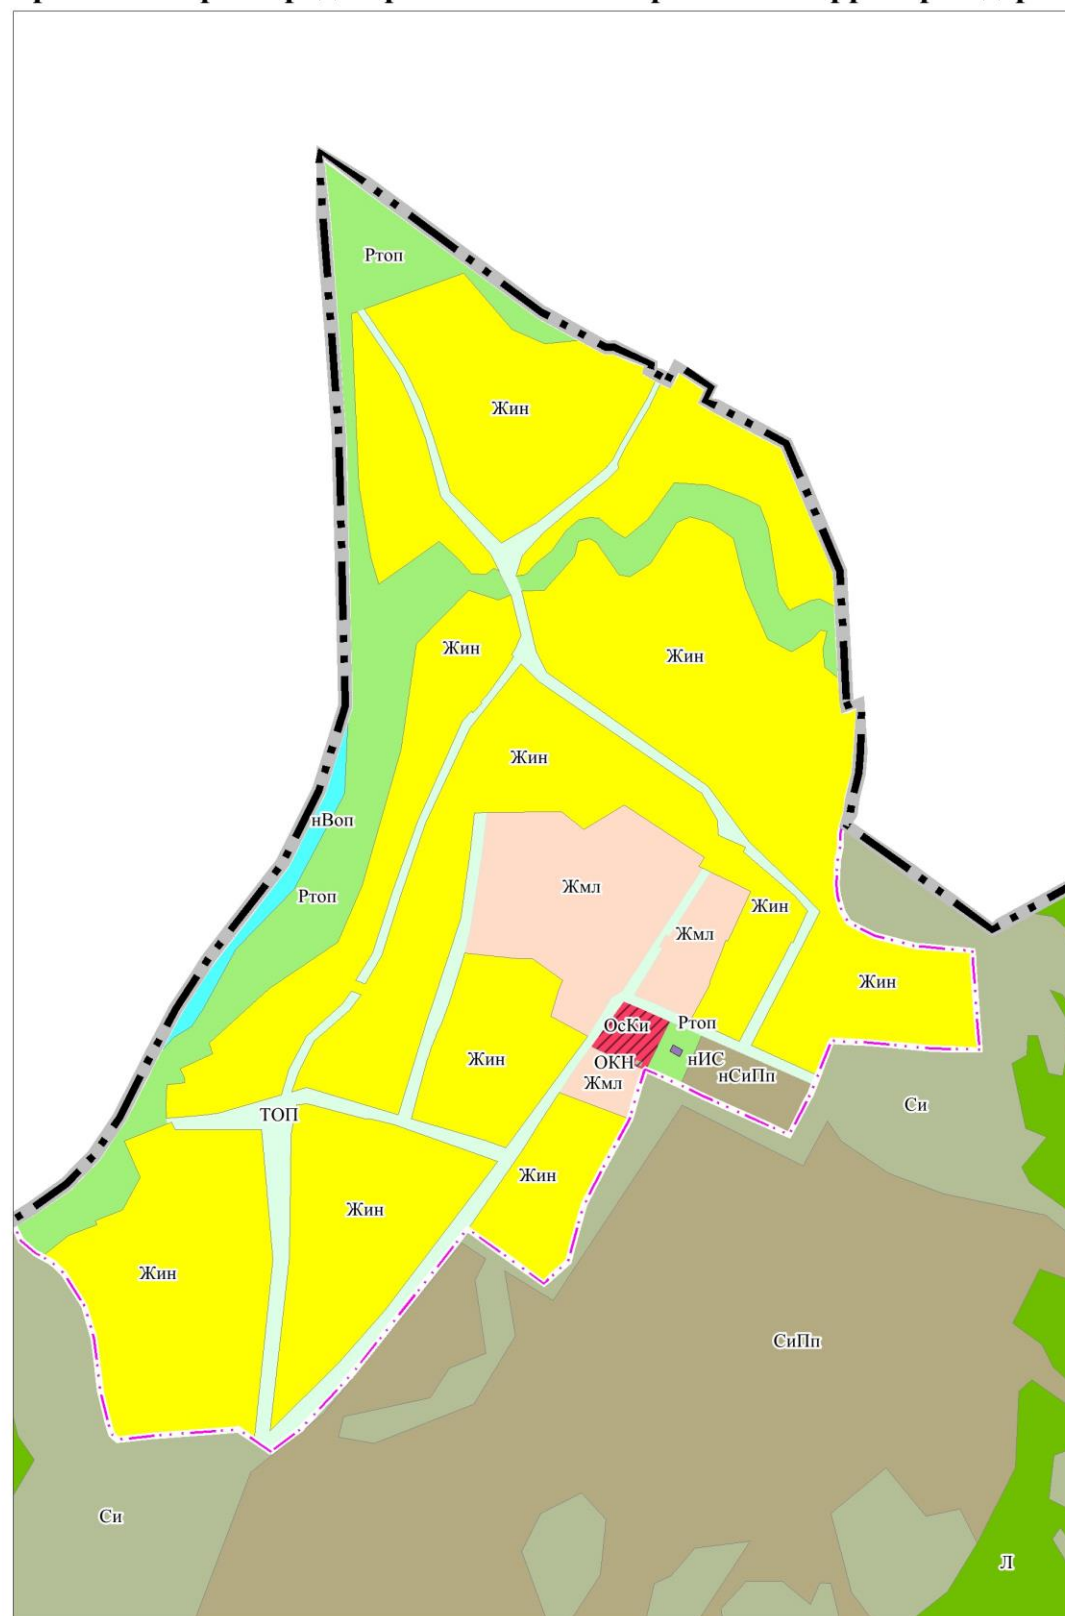 Ртоп
Жин
Жин
Жин
Жин
нВоп
Жмл
Ртоп
Жин
Жмл
Жин
ОсКи
Ртоп
Жин
нИС
ОКН
нСиПп
Жмл
Си
ТОП
Жин
Жин
Жин
СиПп
Си
Л